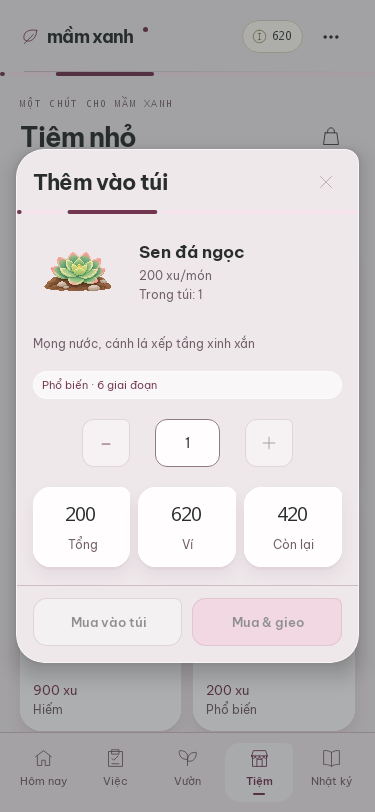 mầm xanh
620
MỘT CHÚT CHO MẦM XANH
Tiệm nhỏ
Thêm vào túi
Sen đá ngọc
200 xu/món
Trong túi: 1
Mọng nước, cánh lá xếp tầng xinh xắn
Phổ biến · 6 giai đoạn
− 1 +
200 620 420
Tổng Ví Còn lại
Mua vào túi Mua & gieo
900 xu 200 xu
Hiếm Phổ biến
Hôm nay Việc Vườn Tiệm Nhật ký